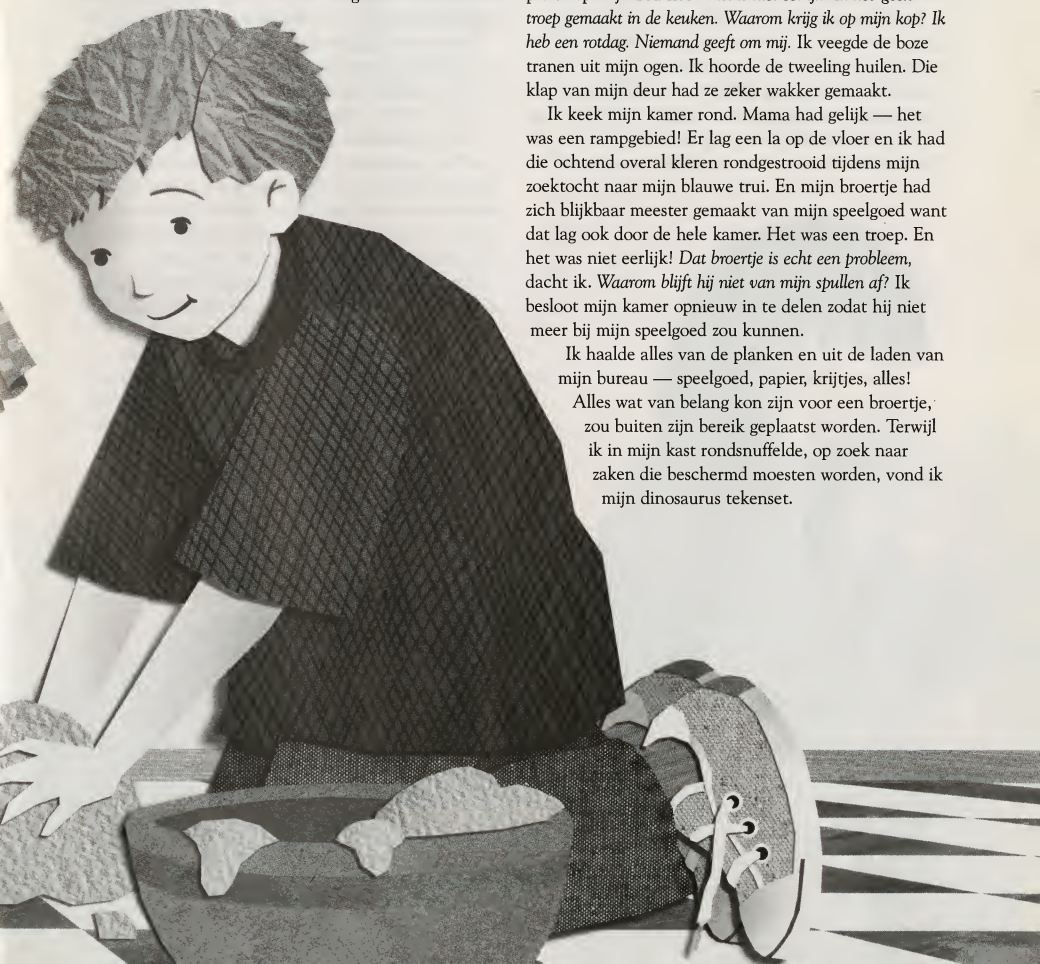 troep gemaakt in de keuken. Waarom krijg ik op mijn kop? Ik
heb een rotdag. Niemand geeft om mij. Ik veegde de boze
tranen uit mijn ogen. Ik hoorde de tweeling huilen. Die
klap van mijn deur had ze zeker wakker gemaakt.
Ik keek mijn kamer rond. Mama had gelijk — het
was een rampgebied! Er lag een la op de vloer en ik had
die ochtend overal kleren rondgestrooid tijdens mijn
zoektocht naar mijn blauwe trui. En mijn broertje had
zich blijkbaar meester gemaakt van mijn speelgoed want
dat lag ook door de hele kamer. Het was een troep. En
het was niet eerlijk! Dat broertje is echt een probleem,
dacht ik. Waarom blijft hij niet van mijn spullen af? Ik
besloot mijn kamer opnieuw in te delen zodat hij niet
meer bij mijn speelgoed zou kunnen.
Ik haalde alles van de planken en uit de laden van
mijn bureau — speelgoed, papier, krijtjes, alles!
Alles wat van belang kon zijn voor een broertje,
zou buiten zijn bereik geplaatst worden. Terwijl
ik in mijn kast rondsnuffelde, op zoek naar
zaken die beschermd moesten worden, vond ik
mijn dinosaurus tekenset.